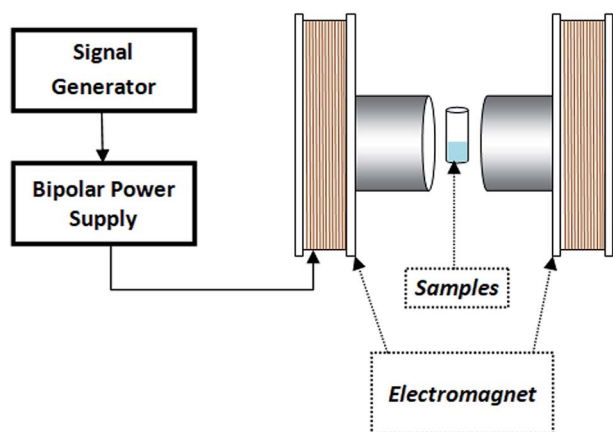 Signal
Generator
Bipolar Power
Supply
Samples
Electromagnet